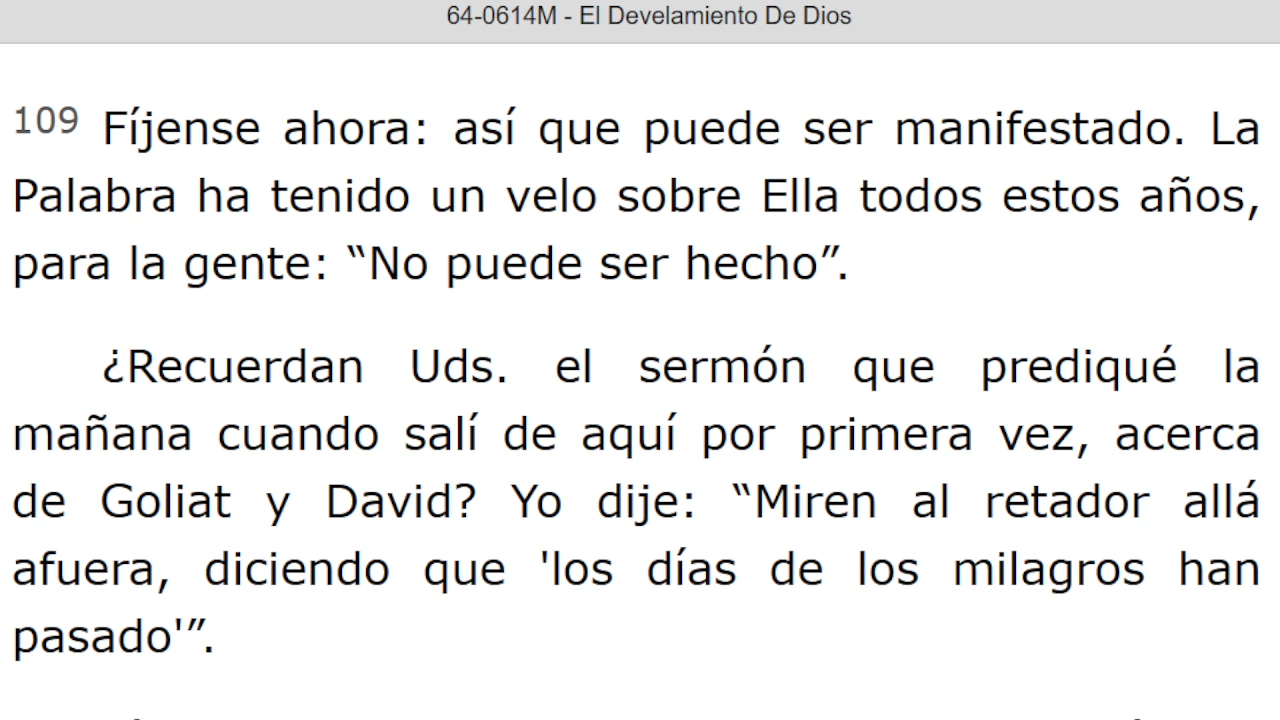 64-0614M - El Develamiento De Dios
109 Fíjense ahora: así que puede ser manifestado. La
Palabra ha tenido un velo sobre Ella todos estos años,
para la gente: “No puede ser hecho”.
¿Recuerdan Uds. el sermón que prediqué la
mañana cuando salí de aquí por primera vez, acerca
de Goliat y David? Yo dije: “Miren al retador allá
afuera, diciendo que 'los días de los milagros han
pasado'”.